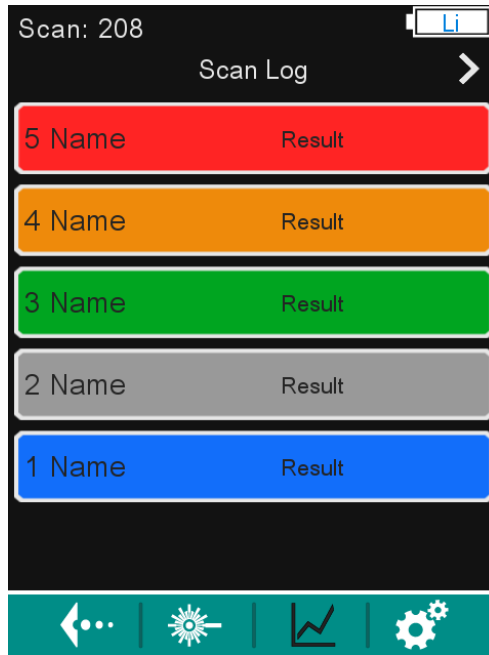 Scan: 208 Li
Scan Log
5 Name Result
4 Name Result
3 Name Result
2 Name Result
1 Name Result